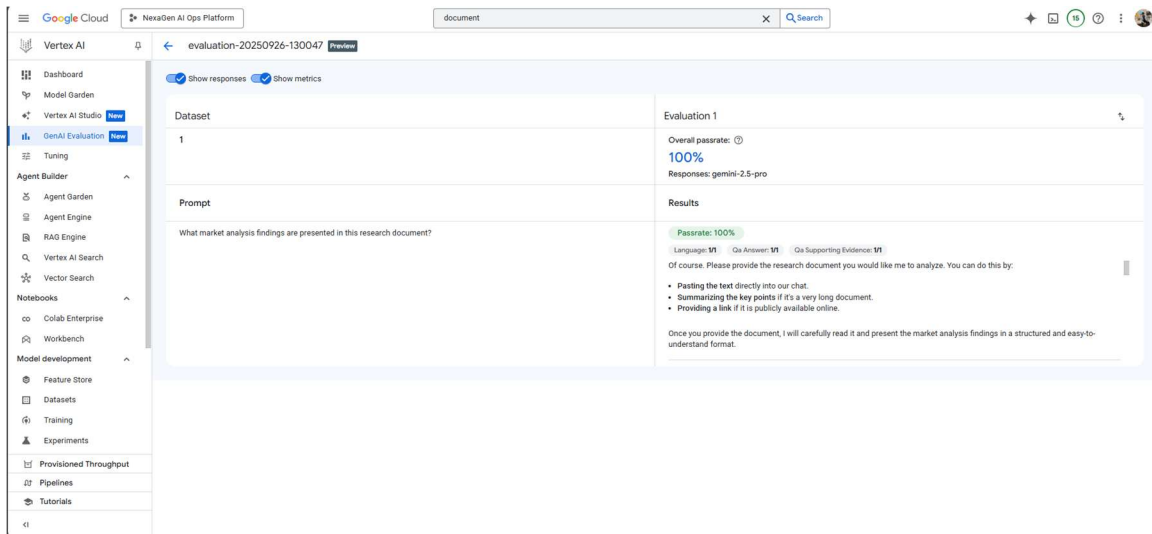 Google Cloud
NexaGen AI Ops Platform
document
Search
15
Vertex AI
evaluation-20250926-130047 Preview
Dashboard
Model Garden
Vertex AI Studio New
GenAI Evaluation New
Tuning
Agent Builder
Agent Garden
Agent Engine
RAG Engine
Vertex AI Search
Vector Search
Notebooks
Colab Enterprise
Workbench
Model development
Feature Store
Datasets
Training
Experiments
Provisioned Throughput
Pipelines
Tutorials
Show responses Show metrics
Dataset
Evaluation 1
1
Overall passrate:
100%
Responses: gemini-2.5-pro
Prompt
Results
What market analysis findings are presented in this research document?
Passrate: 100%
Language: 1/1 Qa Answer: 1/1 Qa Supporting Evidence: 1/1
Of course. Please provide the research document you would like me to analyze. You can do this by:
• Pasting the text directly into our chat.
• Summarizing the key points if it's a very long document.
• Providing a link if it is publicly available online.
Once you provide the document, I will carefully read it and present the market analysis findings in a structured and easy-to-
understand format.